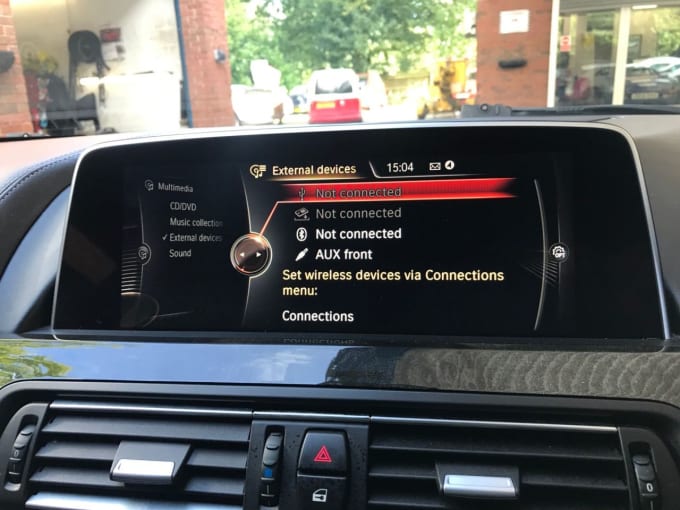 External devices
15:04
Multimedia
CD/DVD
Music collection
✓ External devices
Sound
Not connected
Not connected
Not connected
AUX front
Set wireless devices via Connections
menu:
Connections
0